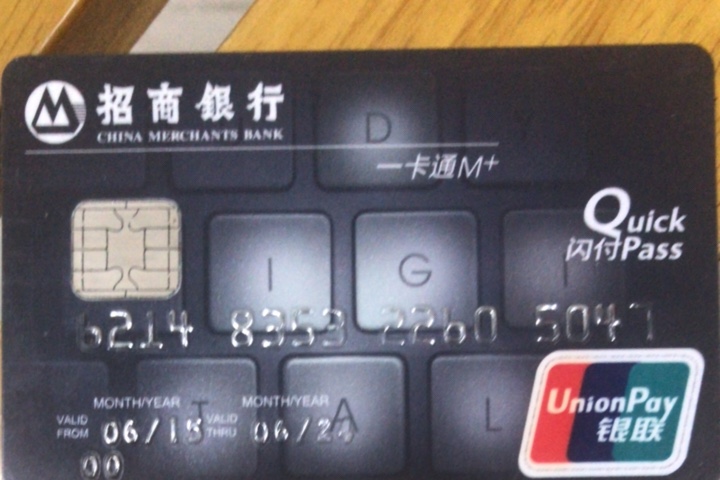 招商银行
CHINA MERCHANTS BANK
D Y
一卡通M+
Quick
闪付Pass
I G I
6214 8353 2260 5047
MONTH/YEAR MONTH/YEAR
T A L
UnionPay
银联
VALID FROM 06/15 VALID THRU 06/24
00